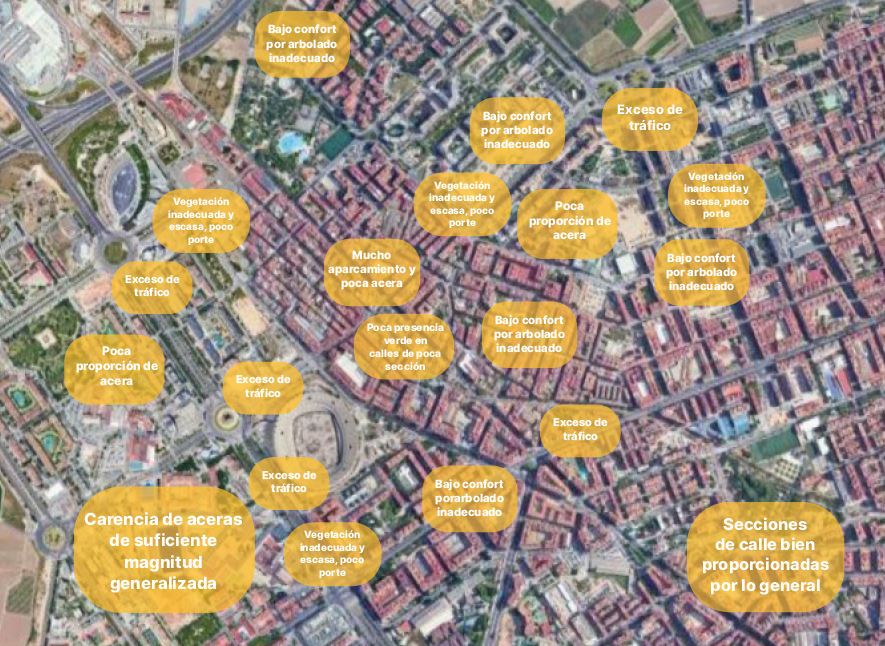 Bajo confort
por arbolado
inadecuado
Bajo confort
por arbolado
inadecuado
Exceso de
tráfico
Vegetación
inadecuada y
escasa, poco
porte
Vegetación
inadecuada y
escasa, poco
porte
Vegetación
inadecuada y
escasa, poco
porte
Poca
proporción de
acera
Mucho
aparcamiento y
poca acera
Bajo confort
por arbolado
inadecuado
Exceso de
tráfico
Poca presencia
verde en
calles de poca
sección
Bajo confort
por arbolado
inadecuado
Poca
proporción de
acera
Exceso de
tráfico
Exceso de
tráfico
Exceso de
tráfico
Bajo confort
porarbolado
inadecuado
Carencia de aceras
de suficiente
magnitud
generalizada
Vegetación
inadecuada y
escasa, poco
porte
Secciones
de calle bien
proporcionadas
por lo general